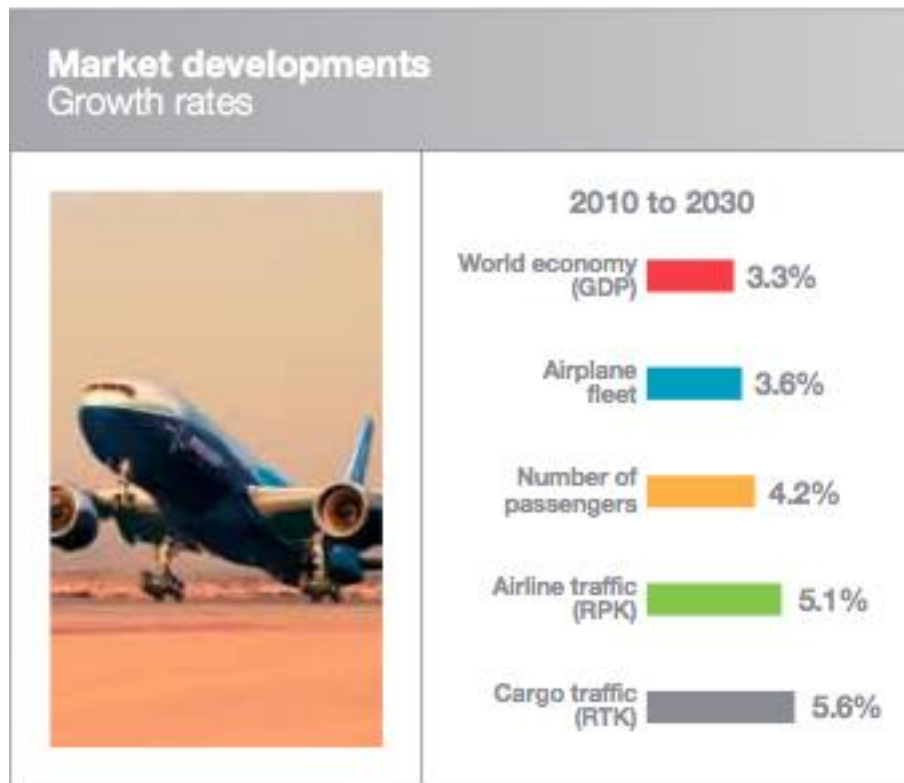 Market developments
Growth rates
2010 to 2030
World economy
(GDP)
3.3%
Airplane
fleet
3.6%
Number of
passengers
4.2%
Airline traffic
(RPK)
5.1%
Cargo traffic
(RTK)
5.6%